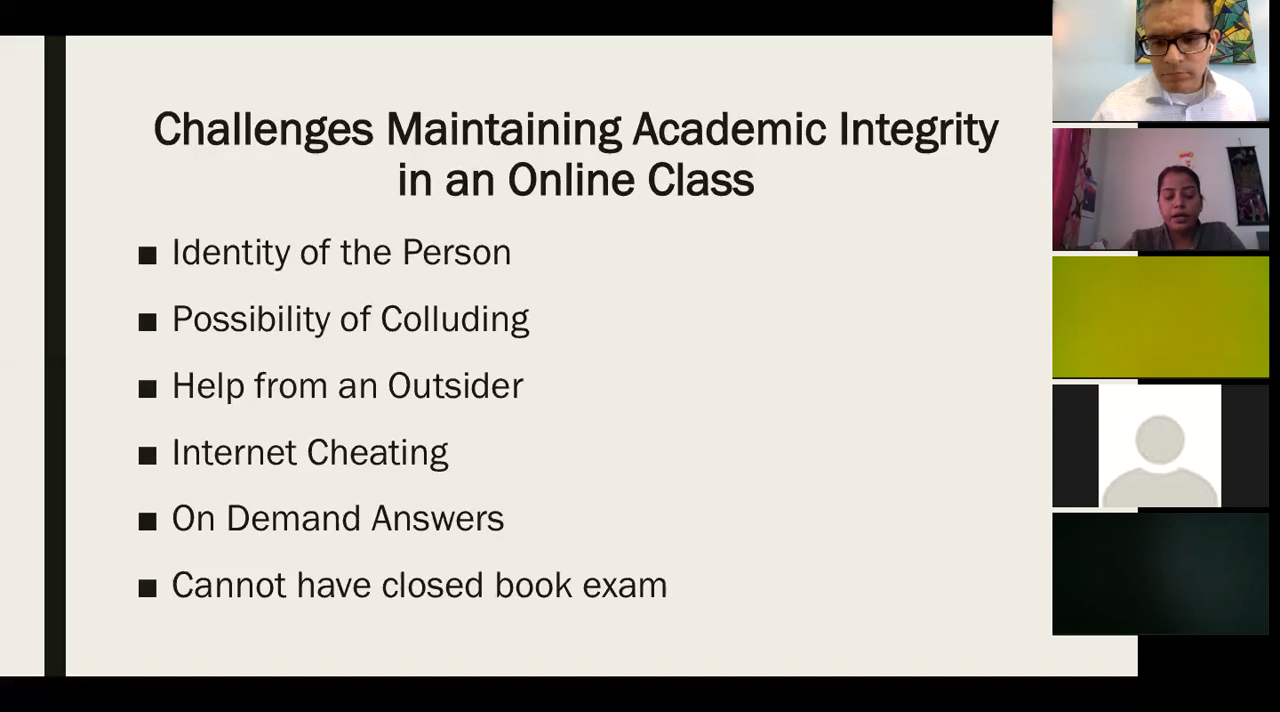 Challenges Maintaining Academic Integrity
in an Online Class
■ Identity of the Person
■ Possibility of Colluding
■ Help from an Outsider
■ Internet Cheating
■ On Demand Answers
■ Cannot have closed book exam